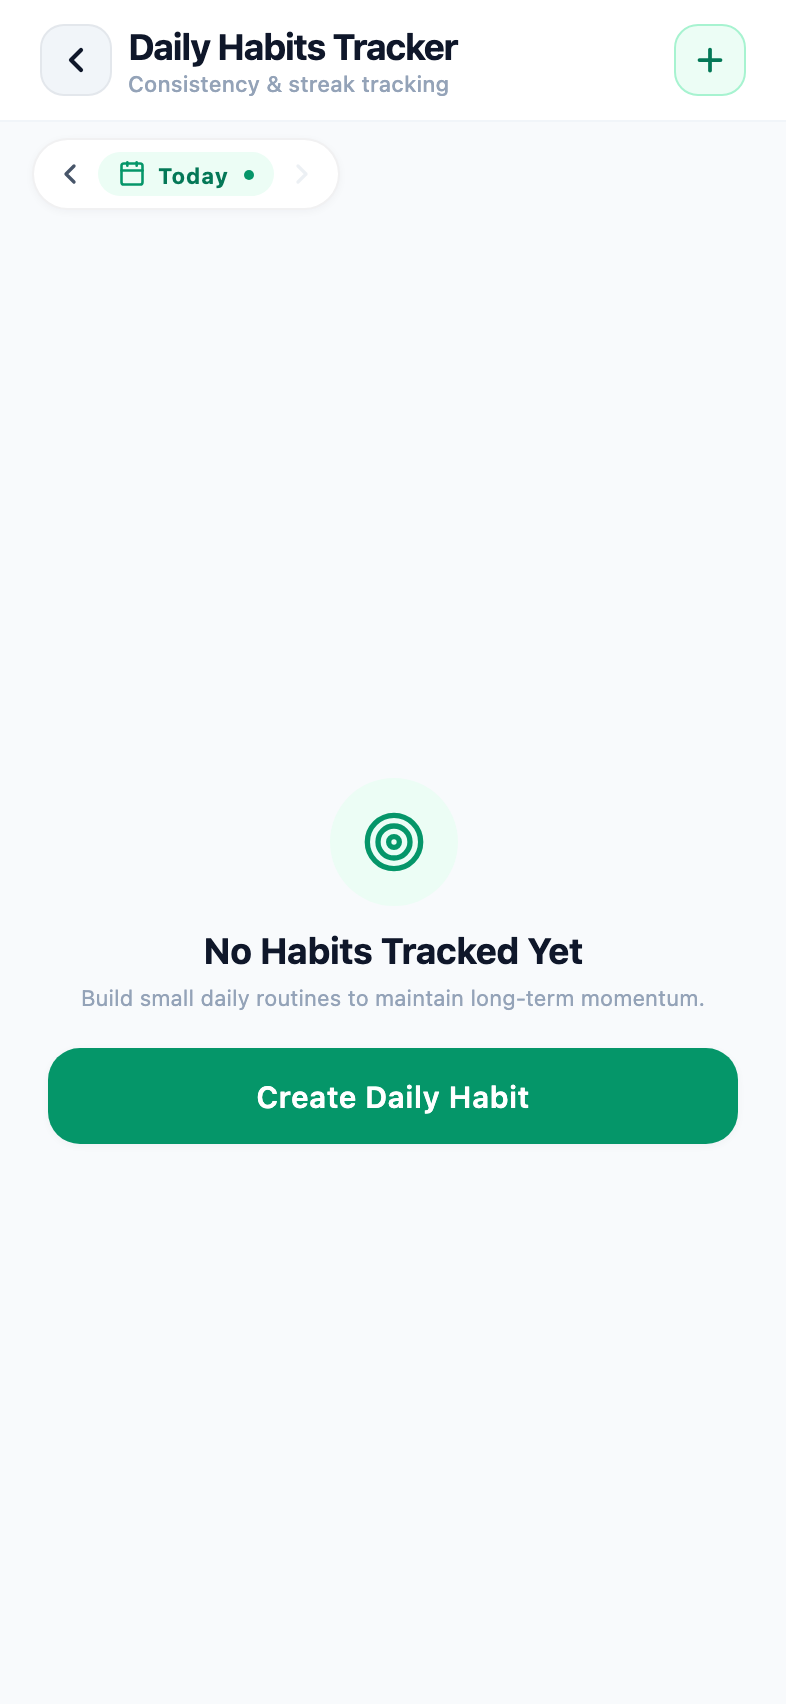 Daily Habits Tracker
Consistency & streak tracking
Today
No Habits Tracked Yet
Build small daily routines to maintain long-term momentum.
Create Daily Habit